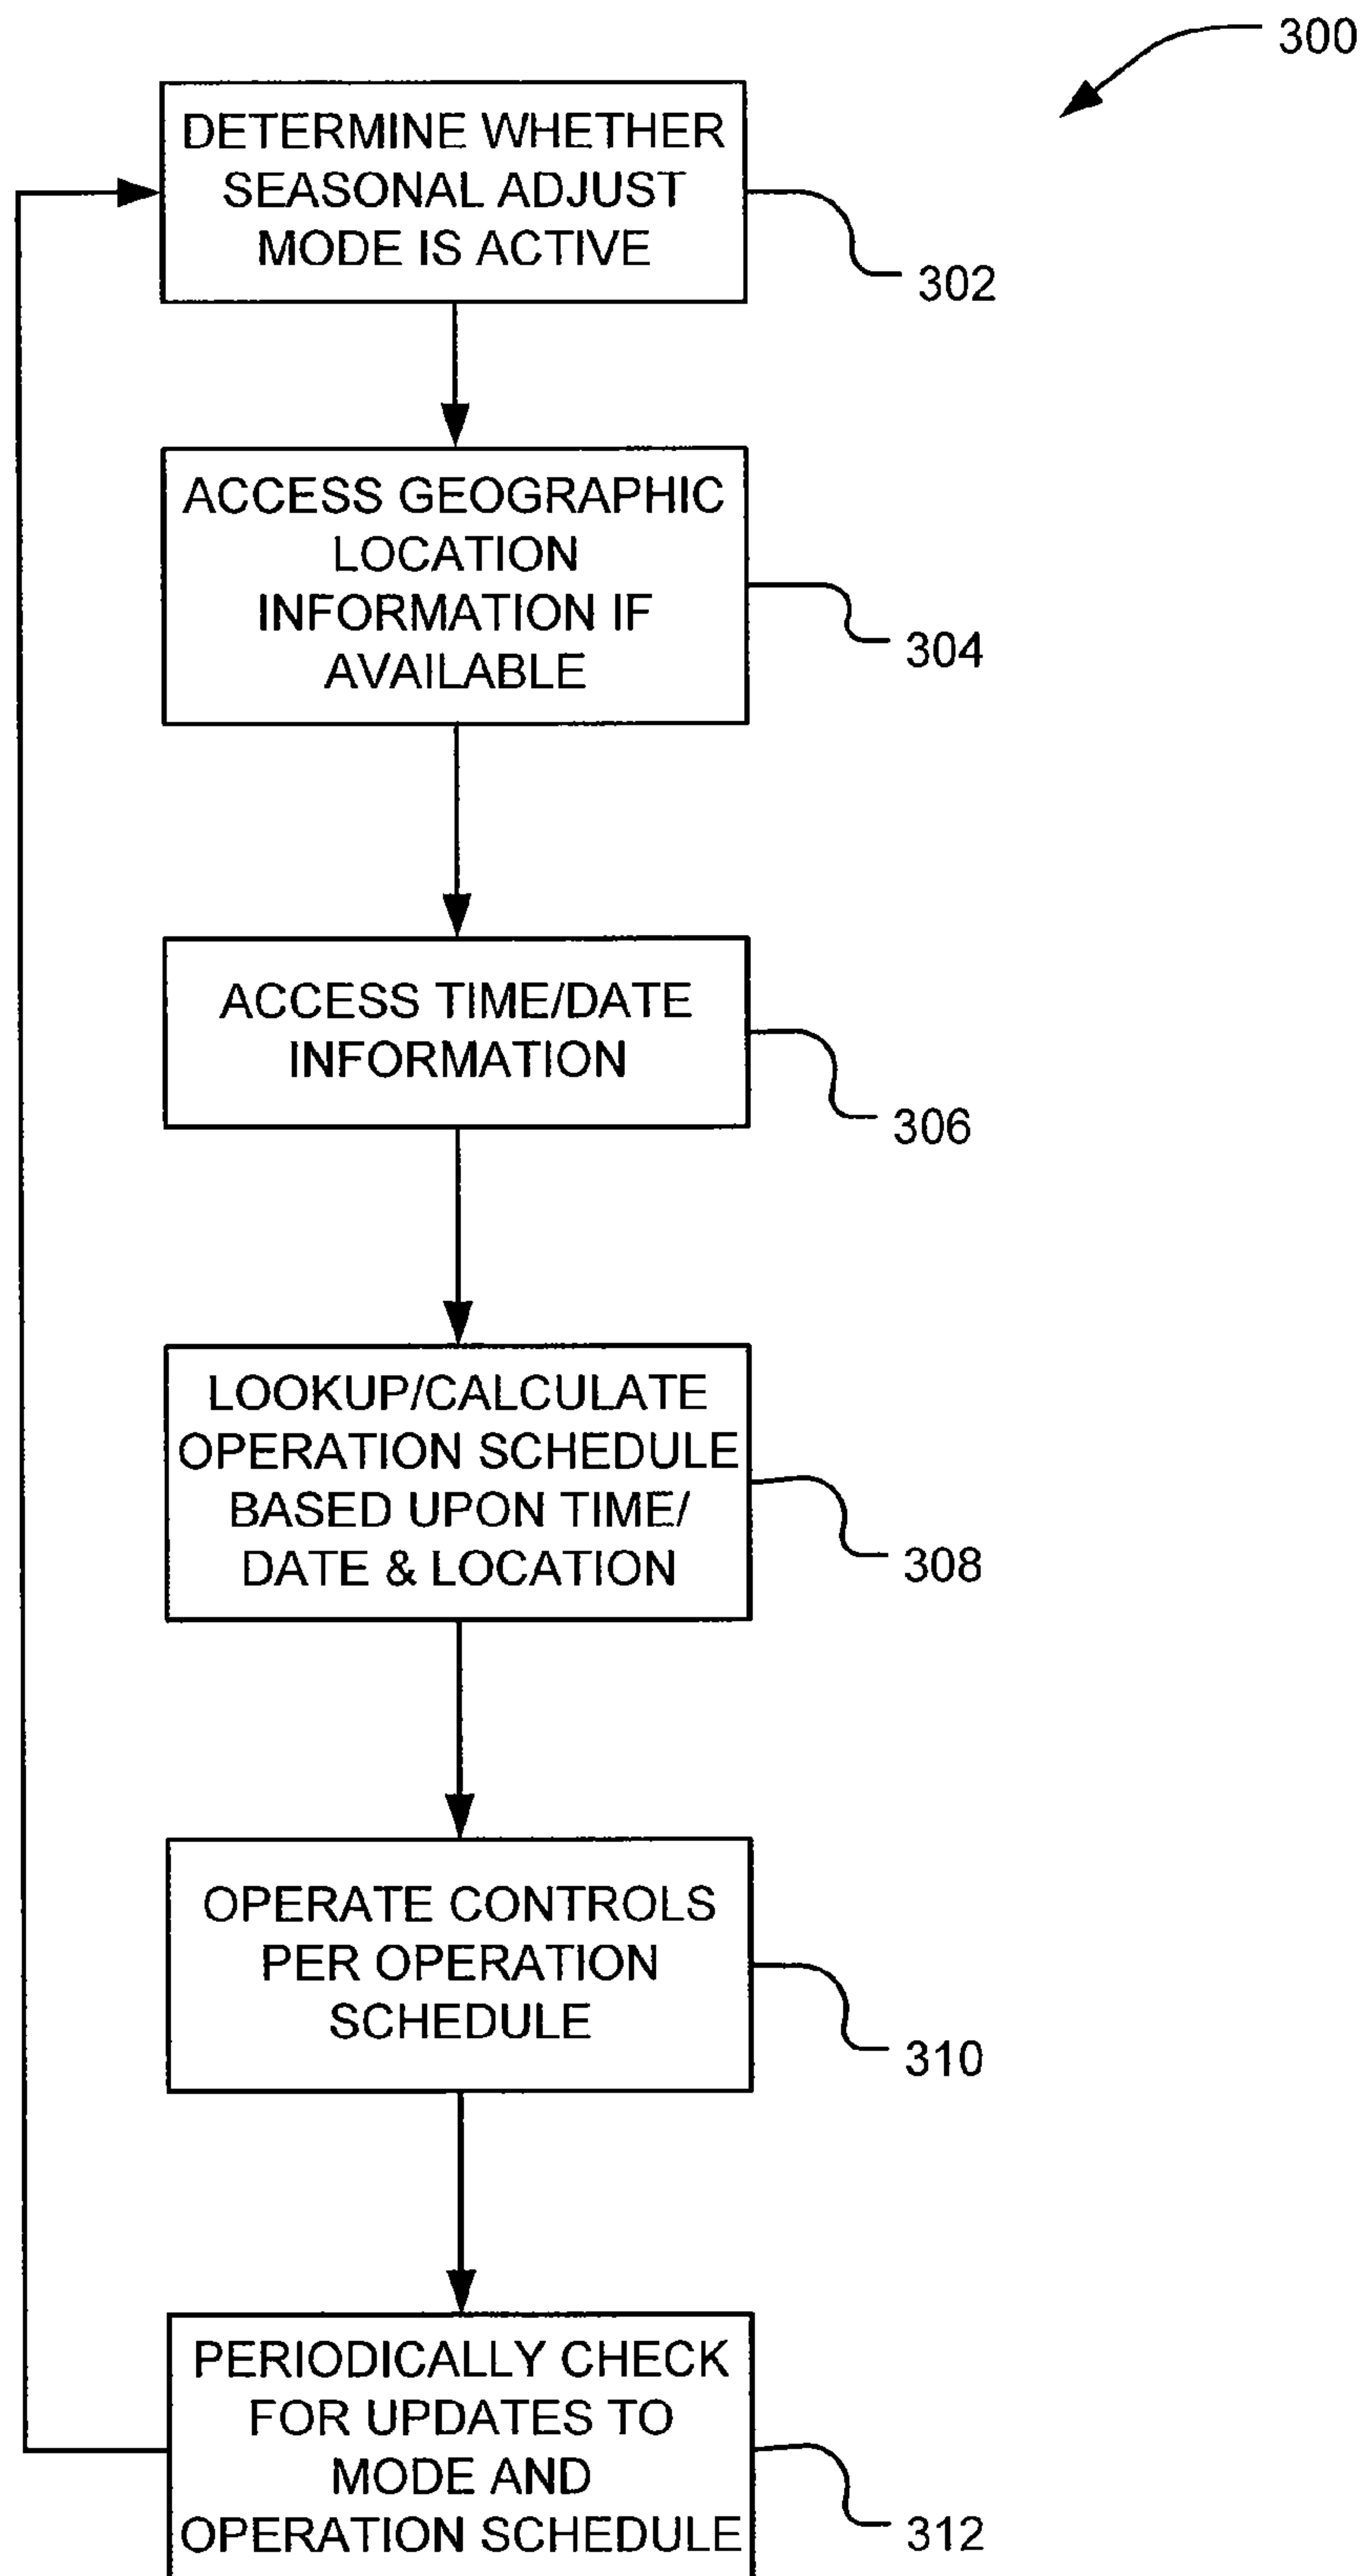 300
DETERMINE WHETHER
SEASONAL ADJUST
MODE IS ACTIVE
302
ACCESS GEOGRAPHIC
LOCATION
INFORMATION IF
AVAILABLE
304
ACCESS TIME/DATE
INFORMATION
306
LOOKUP/CALCULATE
OPERATION SCHEDULE
BASED UPON TIME/
DATE & LOCATION
308
OPERATE CONTROLS
PER OPERATION
SCHEDULE
310
PERIODICALLY CHECK
FOR UPDATES TO
MODE AND
OPERATION SCHEDULE
312